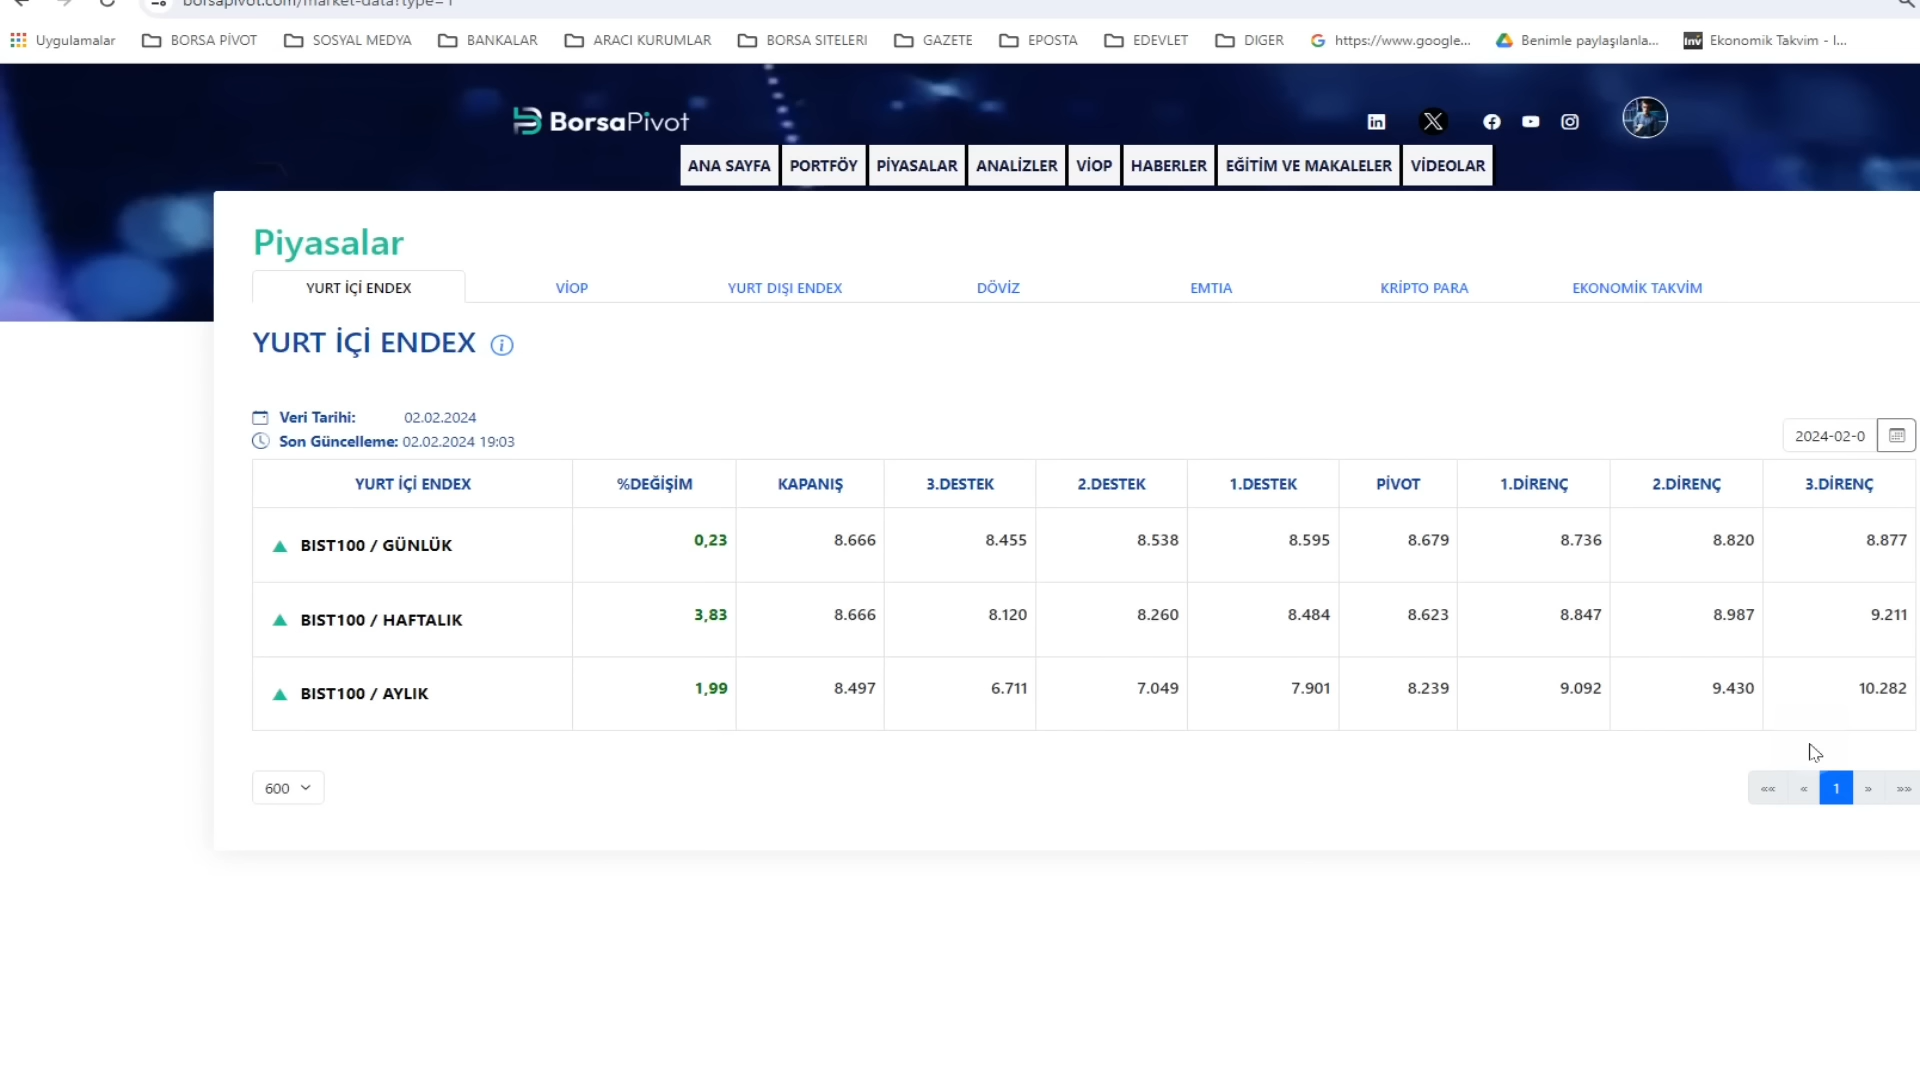 borsapivot.com/market-data?type=1
Uygulamalar BORSA PİVOT SOSYAL MEDYA BANKALAR ARACI KURUMLAR BORSA SITELERI GAZETE EPOSTA EDEVLET DIGER https://www.google... Benimle paylaşılanla... Ekonomik Takvim - I...
BorsaPivot
ANA SAYFA PORTFÖY PİYASALAR ANALİZLER VİOP HABERLER EĞİTİM VE MAKALELER VİDEOLAR
Piyasalar
YURT İÇİ ENDEX VİOP YURT DIŞI ENDEX DÖVİZ EMTIA KRİPTO PARA EKONOMİK TAKVİM
YURT İÇİ ENDEX
Veri Tarihi: 02.02.2024
Son Güncelleme: 02.02.2024 19:03
2024-02-0
YURT İÇİ ENDEX %DEĞİŞİM KAPANIŞ 3.DESTEK 2.DESTEK 1.DESTEK PİVOT 1.DİRENÇ 2.DİRENÇ 3.DİRENÇ
BIST100 / GÜNLÜK 0,23 8.666 8.455 8.538 8.595 8.679 8.736 8.820 8.877
BIST100 / HAFTALIK 3,83 8.666 8.120 8.260 8.484 8.623 8.847 8.987 9.211
BIST100 / AYLIK 1,99 8.497 6.711 7.049 7.901 8.239 9.092 9.430 10.282
600 «« « 1 » »»